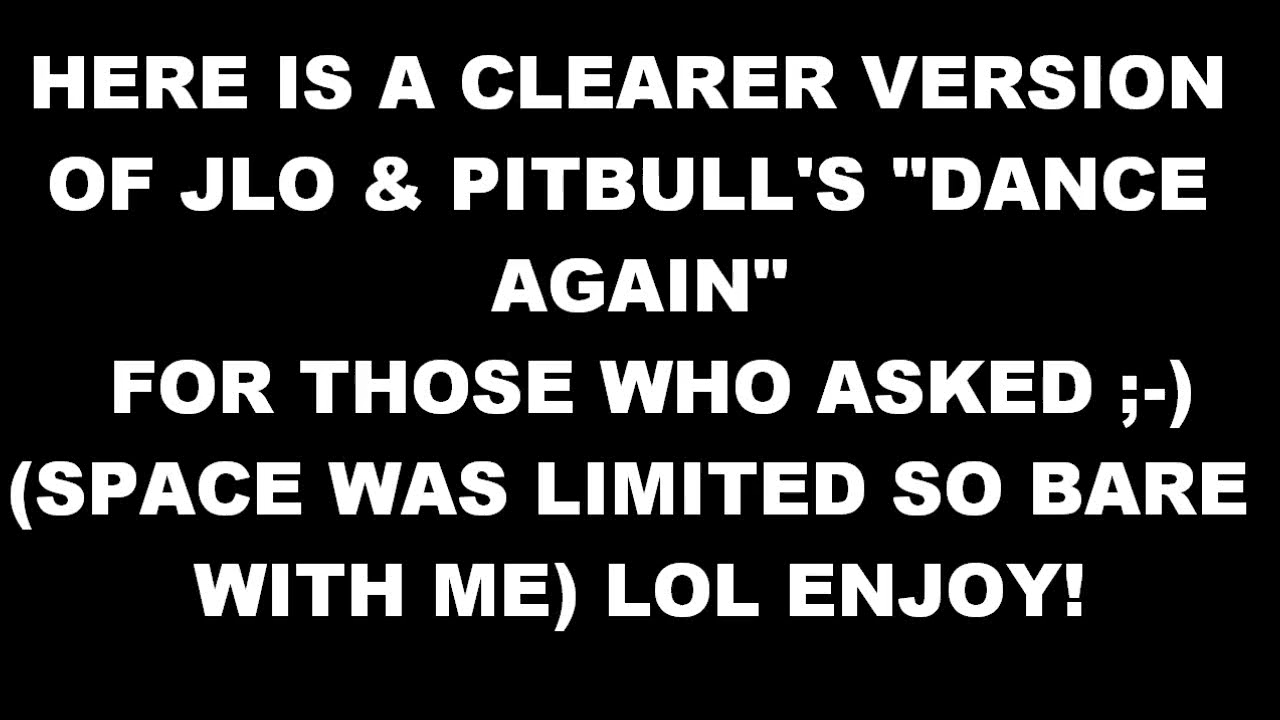 HERE IS A CLEARER VERSION
OF JLO & PITBULL'S "DANCE
AGAIN"
FOR THOSE WHO ASKED ;-)
(SPACE WAS LIMITED SO BARE
WITH ME) LOL ENJOY!